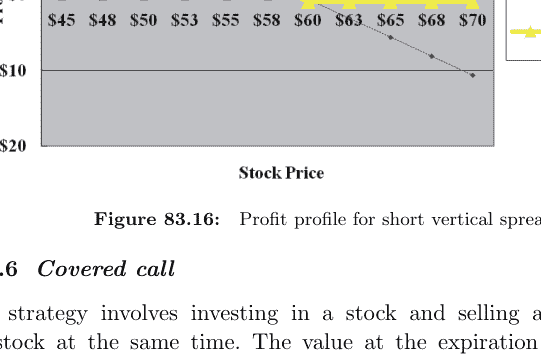 $45 $48 $50 $53 $55 $58 $60 $63 $65 $68 $70
$10
$20
Stock Price
Figure 83.16: Profit profile for short vertical
.6 Covered call
strategy involves investing in a stock and selling a
stock at the same time. The value at the expiration